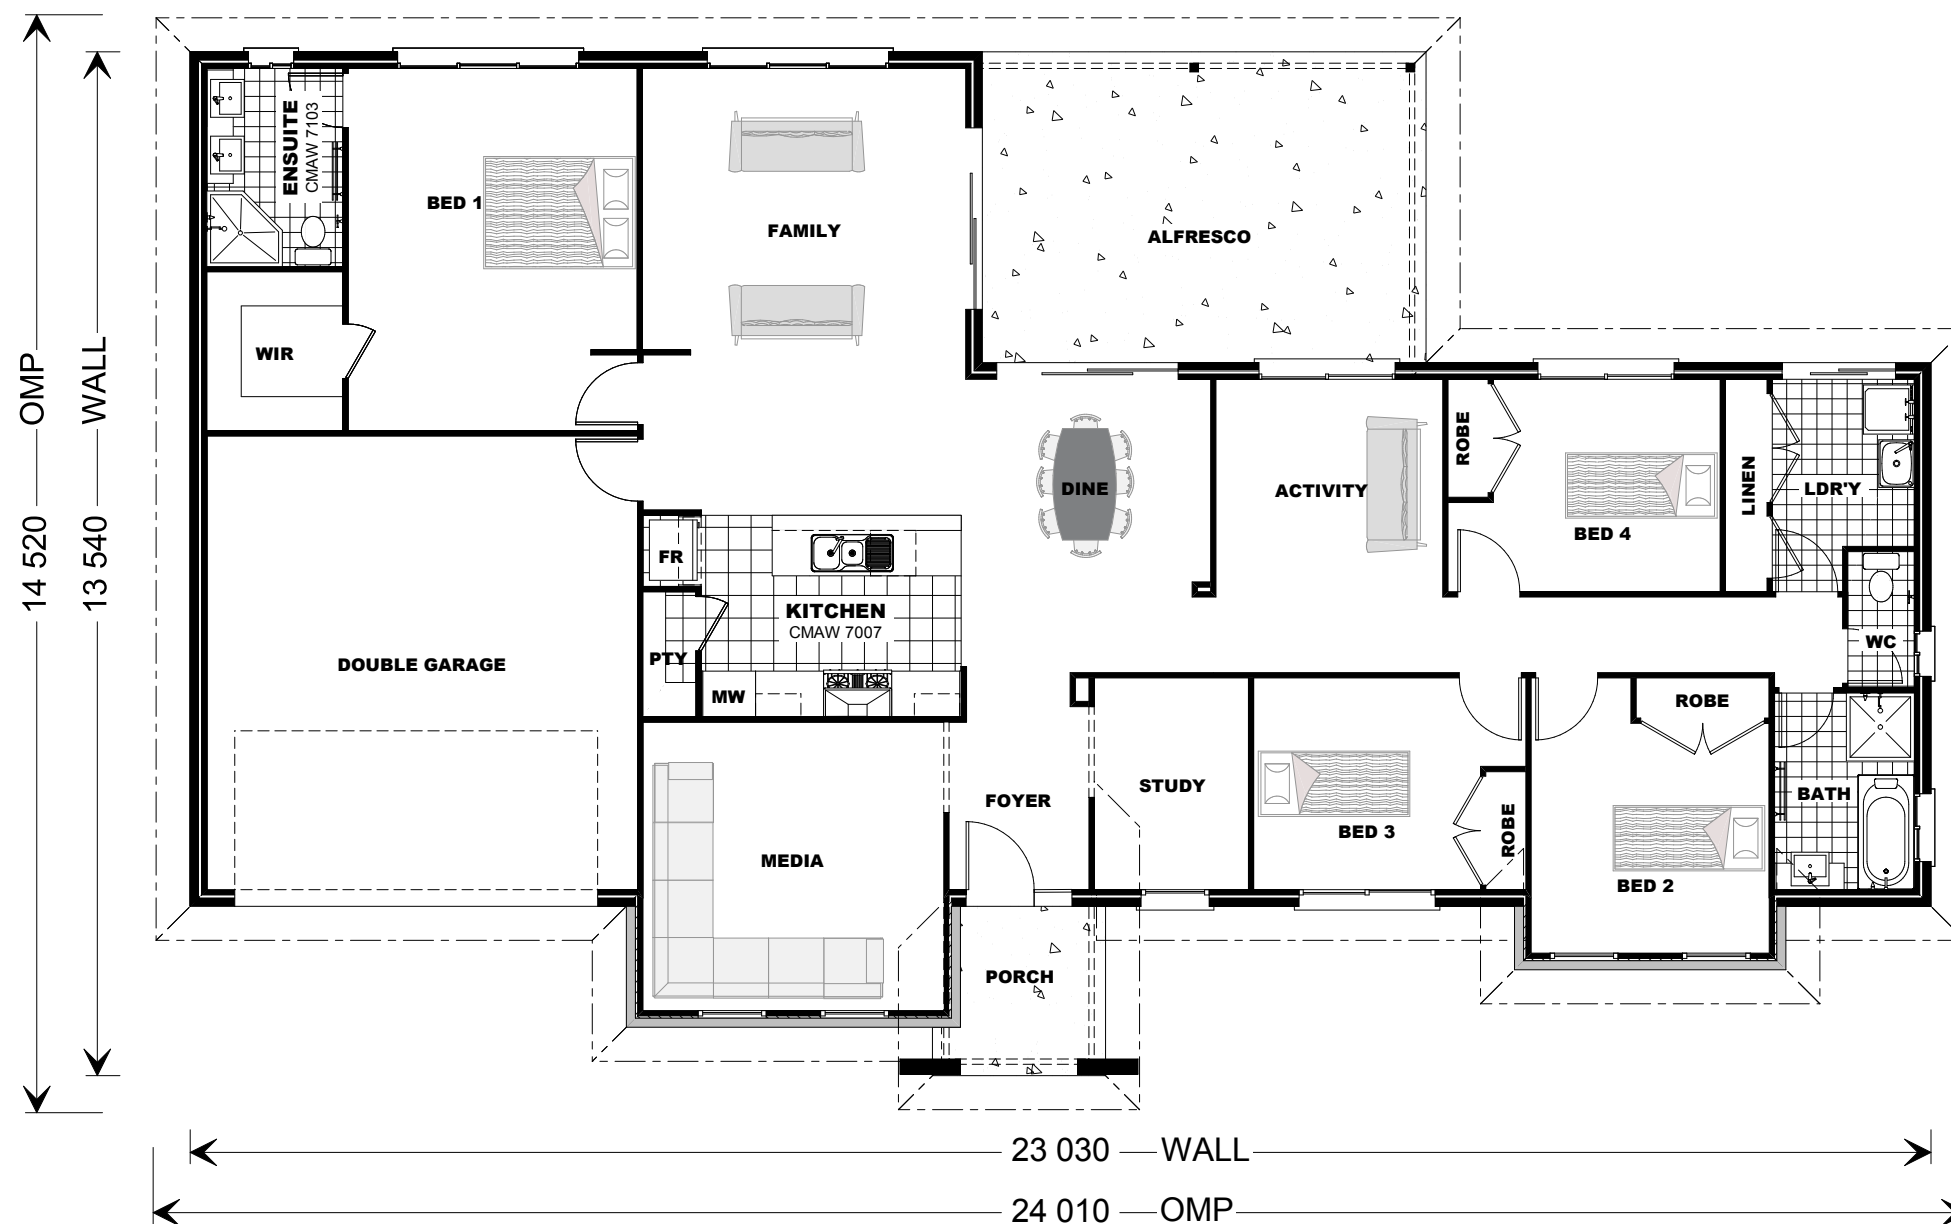 14 520 OMP
13 540 WALL
ENSUITE
CMAW 7103
BED 1
FAMILY
ALFRESCO
WIR
ROBE
DINE
ACTIVITY
LINEN
LDR'Y
BED 4
FR
KITCHEN
CMAW 7007
DOUBLE GARAGE
PTY
WC
MW
ROBE
STUDY
BATH
FOYER
ROBE
BED 3
MEDIA
BED 2
PORCH
23 030 WALL
24 010 OMP